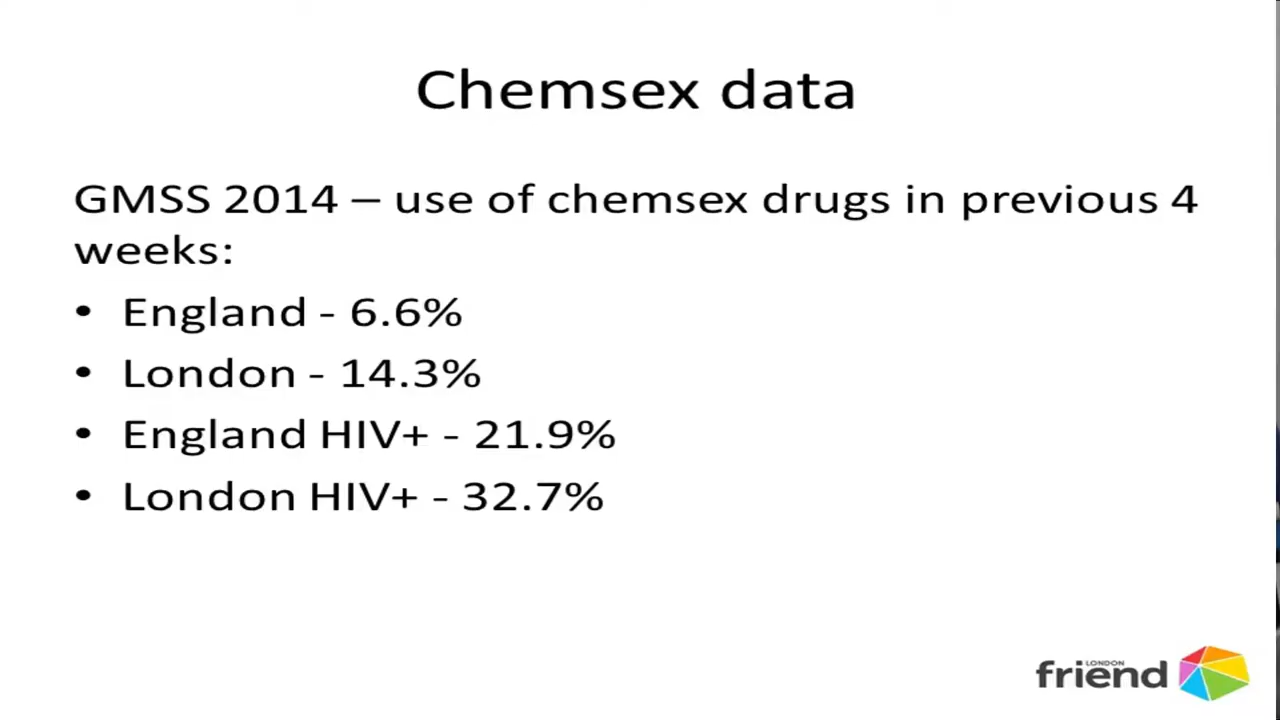 Chemsex data
GMSS 2014 – use of chemsex drugs in previous 4
weeks:
• England - 6.6%
• London - 14.3%
• England HIV+ - 21.9%
• London HIV+ - 32.7%
LONDON
friend